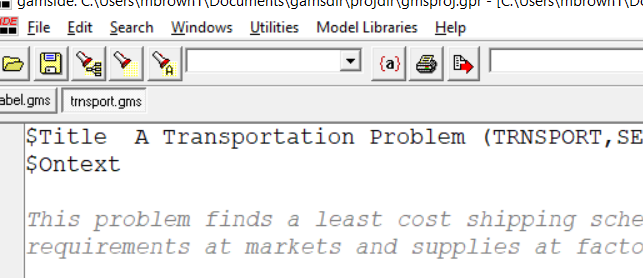 gamside: C:\Users\mbrown1\Documents\gamsdir\projdir\gmsproj.gpr - [C:\Users\mbrown1\Do
IDE File Edit Search Windows Utilities Model Libraries Help
{a}
abel.gms trnsport.gms
$Title A Transportation Problem (TRNSPORT,SE
$Ontext
This problem finds a least cost shipping sche
requirements at markets and supplies at facto